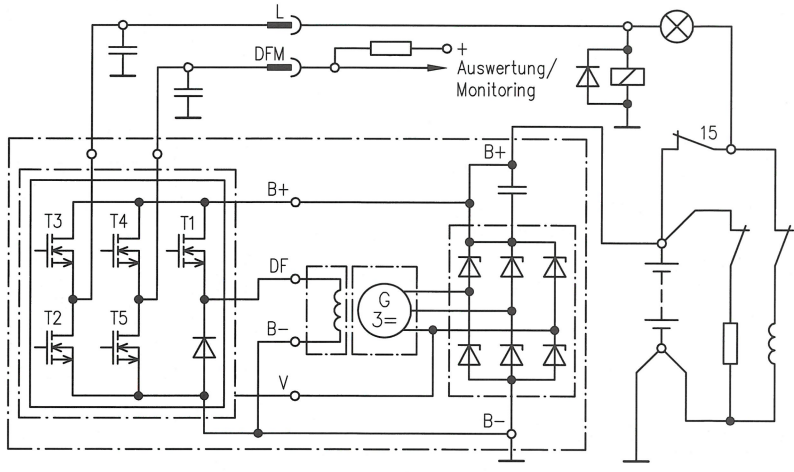 L
DFM
+
Auswertung/
Monitoring
15
B+
B+
T3
T4
T1
DF
G
3=
T2
T5
B-
V
B-